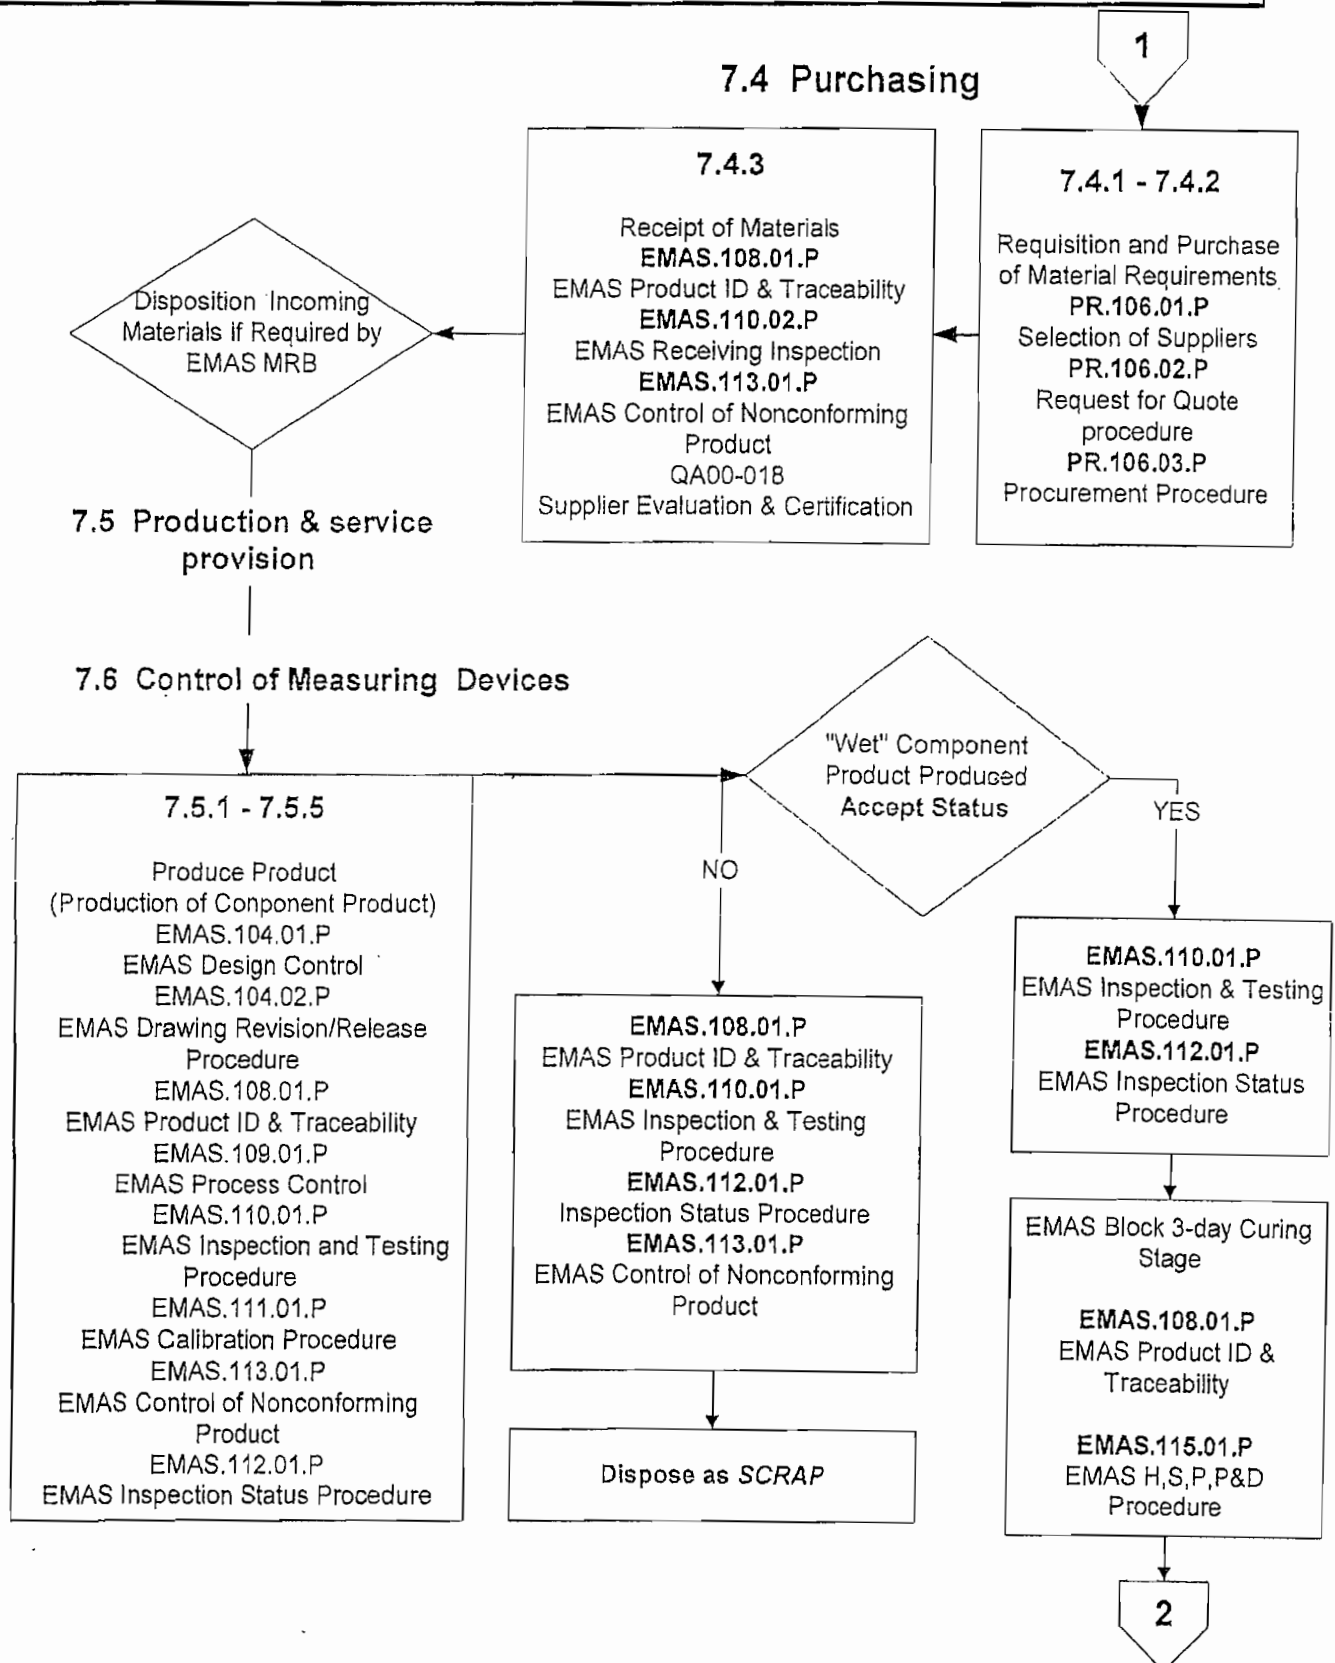 1
7.4 Purchasing
7.4.1 - 7.4.2
Requisition and Purchase
of Material Requirements
PR.106.01.P
Selection of Suppliers
PR.106.02.P
Request for Quote
procedure
PR.106.03.P
Procurement Procedure
7.4.3
Receipt of Materials
EMAS.108.01.P
EMAS Product ID & Traceability
EMAS.110.02.P
EMAS Receiving Inspection
EMAS.113.01.P
EMAS Control of Nonconforming
Product
QA00-018
Supplier Evaluation & Certification
Disposition Incoming
Materials if Required by
EMAS MRB
7.5 Production & service
provision
7.6 Control of Measuring Devices
7.5.1 - 7.5.5
Produce Product
(Production of Conponent Product)
EMAS.104.01.P
EMAS Design Control
EMAS.104.02.P
EMAS Drawing Revision/Release
Procedure
EMAS.108.01.P
EMAS Product ID & Traceability
EMAS.109.01.P
EMAS Process Control
EMAS.110.01.P
EMAS Inspection and Testing
Procedure
EMAS.111.01.P
EMAS Calibration Procedure
EMAS.113.01.P
EMAS Control of Nonconforming
Product
EMAS.112.01.P
EMAS Inspection Status Procedure
"Wet" Component
Product Produced
Accept Status
NO
EMAS.108.01.P
EMAS Product ID & Traceability
EMAS.110.01.P
EMAS Inspection & Testing
Procedure
EMAS.112.01.P
Inspection Status Procedure
EMAS.113.01.P
EMAS Control of Nonconforming
Product
Dispose as SCRAP
YES
EMAS.110.01.P
EMAS Inspection & Testing
Procedure
EMAS.112.01.P
EMAS Inspection Status
Procedure
EMAS Block 3-day Curing
Stage
EMAS.108.01.P
EMAS Product ID &
Traceability
EMAS.115.01.P
EMAS H,S,P,P&D
Procedure
2